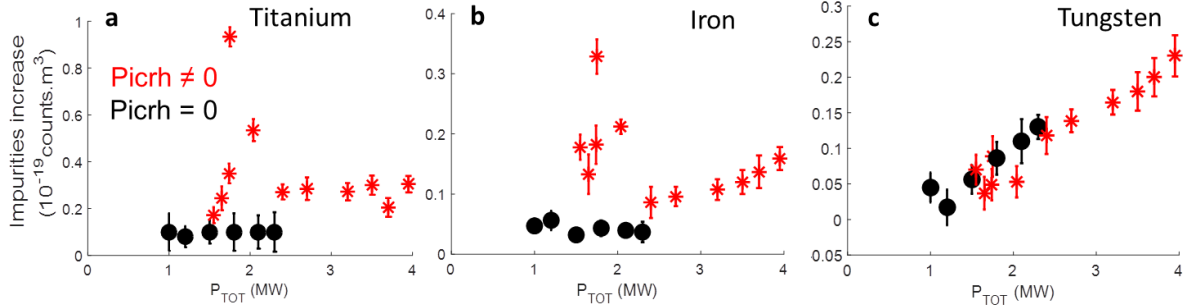 Impurities increase
(10⁻¹⁹counts.m³)
a
Titanium
Picrh ≠ 0
Picrh = 0
1
0.8
0.6
0.4
0.2
0
0
1
2
3
4
P_TOT (MW)
b
Iron
0.4
0.3
0.2
0.1
0
0
1
2
3
4
P_TOT (MW)
c
Tungsten
0.3
0.25
0.2
0.15
0.1
0.05
0
0.05
0
1
2
3
4
P_TOT (MW)